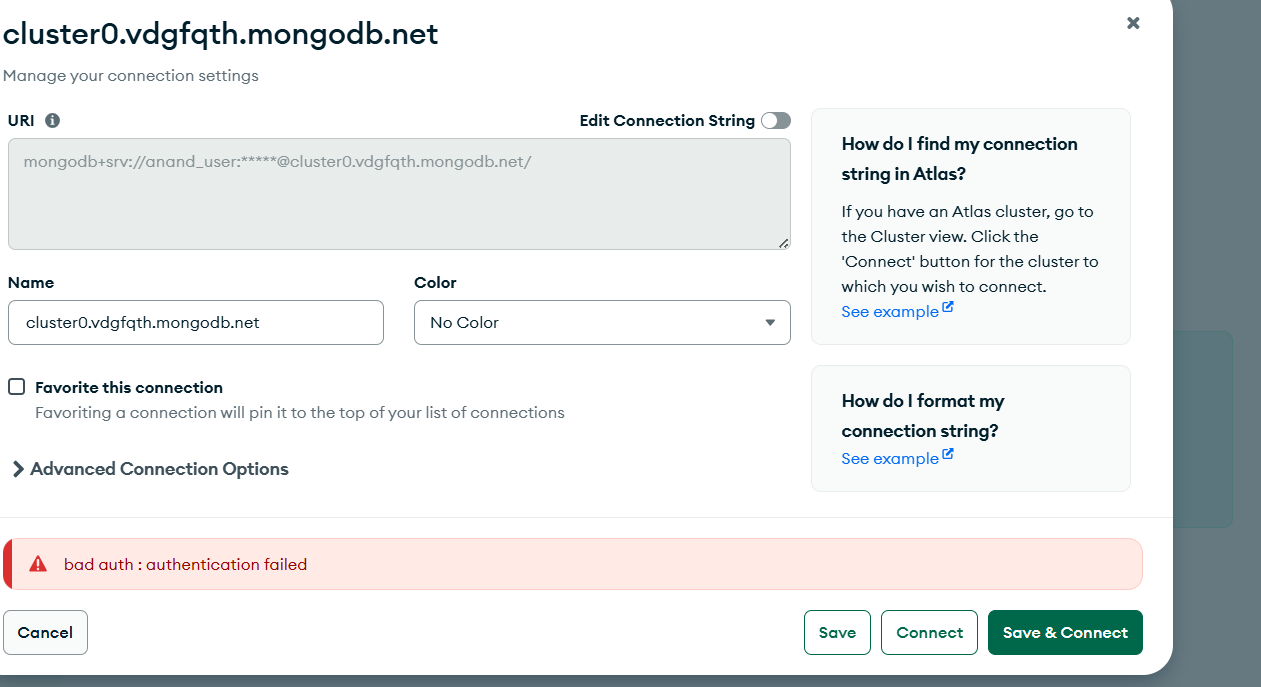 cluster0.vdgfqth.mongodb.net
Manage your connection settings
URI
Edit Connection String
mongodb+srv://anand_user:*****@cluster0.vdgfqth.mongodb.net/
Name
Color
cluster0.vdgfqth.mongodb.net
No Color
Favorite this connection
Favoriting a connection will pin it to the top of your list of connections
Advanced Connection Options
How do I find my connection
string in Atlas?
If you have an Atlas cluster, go to
the Cluster view. Click the
'Connect' button for the cluster to
which you wish to connect.
See example
How do I format my
connection string?
See example
bad auth : authentication failed
Cancel
Save
Connect
Save & Connect